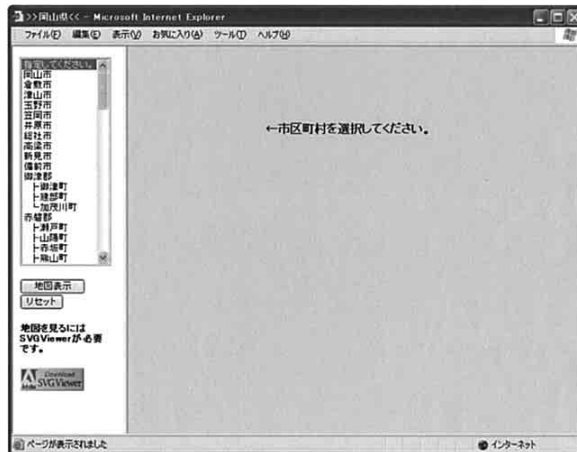 >>岡山県<< - Microsoft Internet Explorer
ファイル(F) 編集(E) 表示(V) お気に入り(A) ツール(T) ヘルプ(H)
指定してください。
岡山市
倉敷市
津山市
玉野市
笠岡市
井原市
総社市
高梁市
新見市
備前市
御津郡
├御津町
├建部町
└加茂川町
赤磐郡
├瀬戸町
├山陽町
├赤坂町
├熊山町
←市区町村を選択してください。
地図表示
リセット
地図を見るには
SVGViewerが必要
です。
Download
Adobe SVG Viewer
ページが表示されました
インターネット